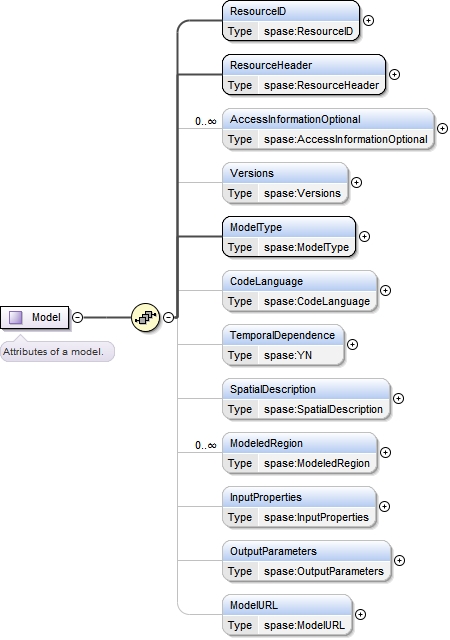 ResourceID
Type spase:ResourceID
ResourceHeader
Type spase:ResourceHeader
0..∞
AccessInformationOptional
Type spase:AccessInformationOptional
Versions
Type spase:Versions
ModelType
Type spase:ModelType
CodeLanguage
Type spase:CodeLanguage
Model
Attributes of a model.
TemporalDependence
Type spase:YN
SpatialDescription
Type spase:SpatialDescription
0..∞
ModeledRegion
Type spase:ModeledRegion
InputProperties
Type spase:InputProperties
OutputParameters
Type spase:OutputParameters
ModelURL
Type spase:ModelURL